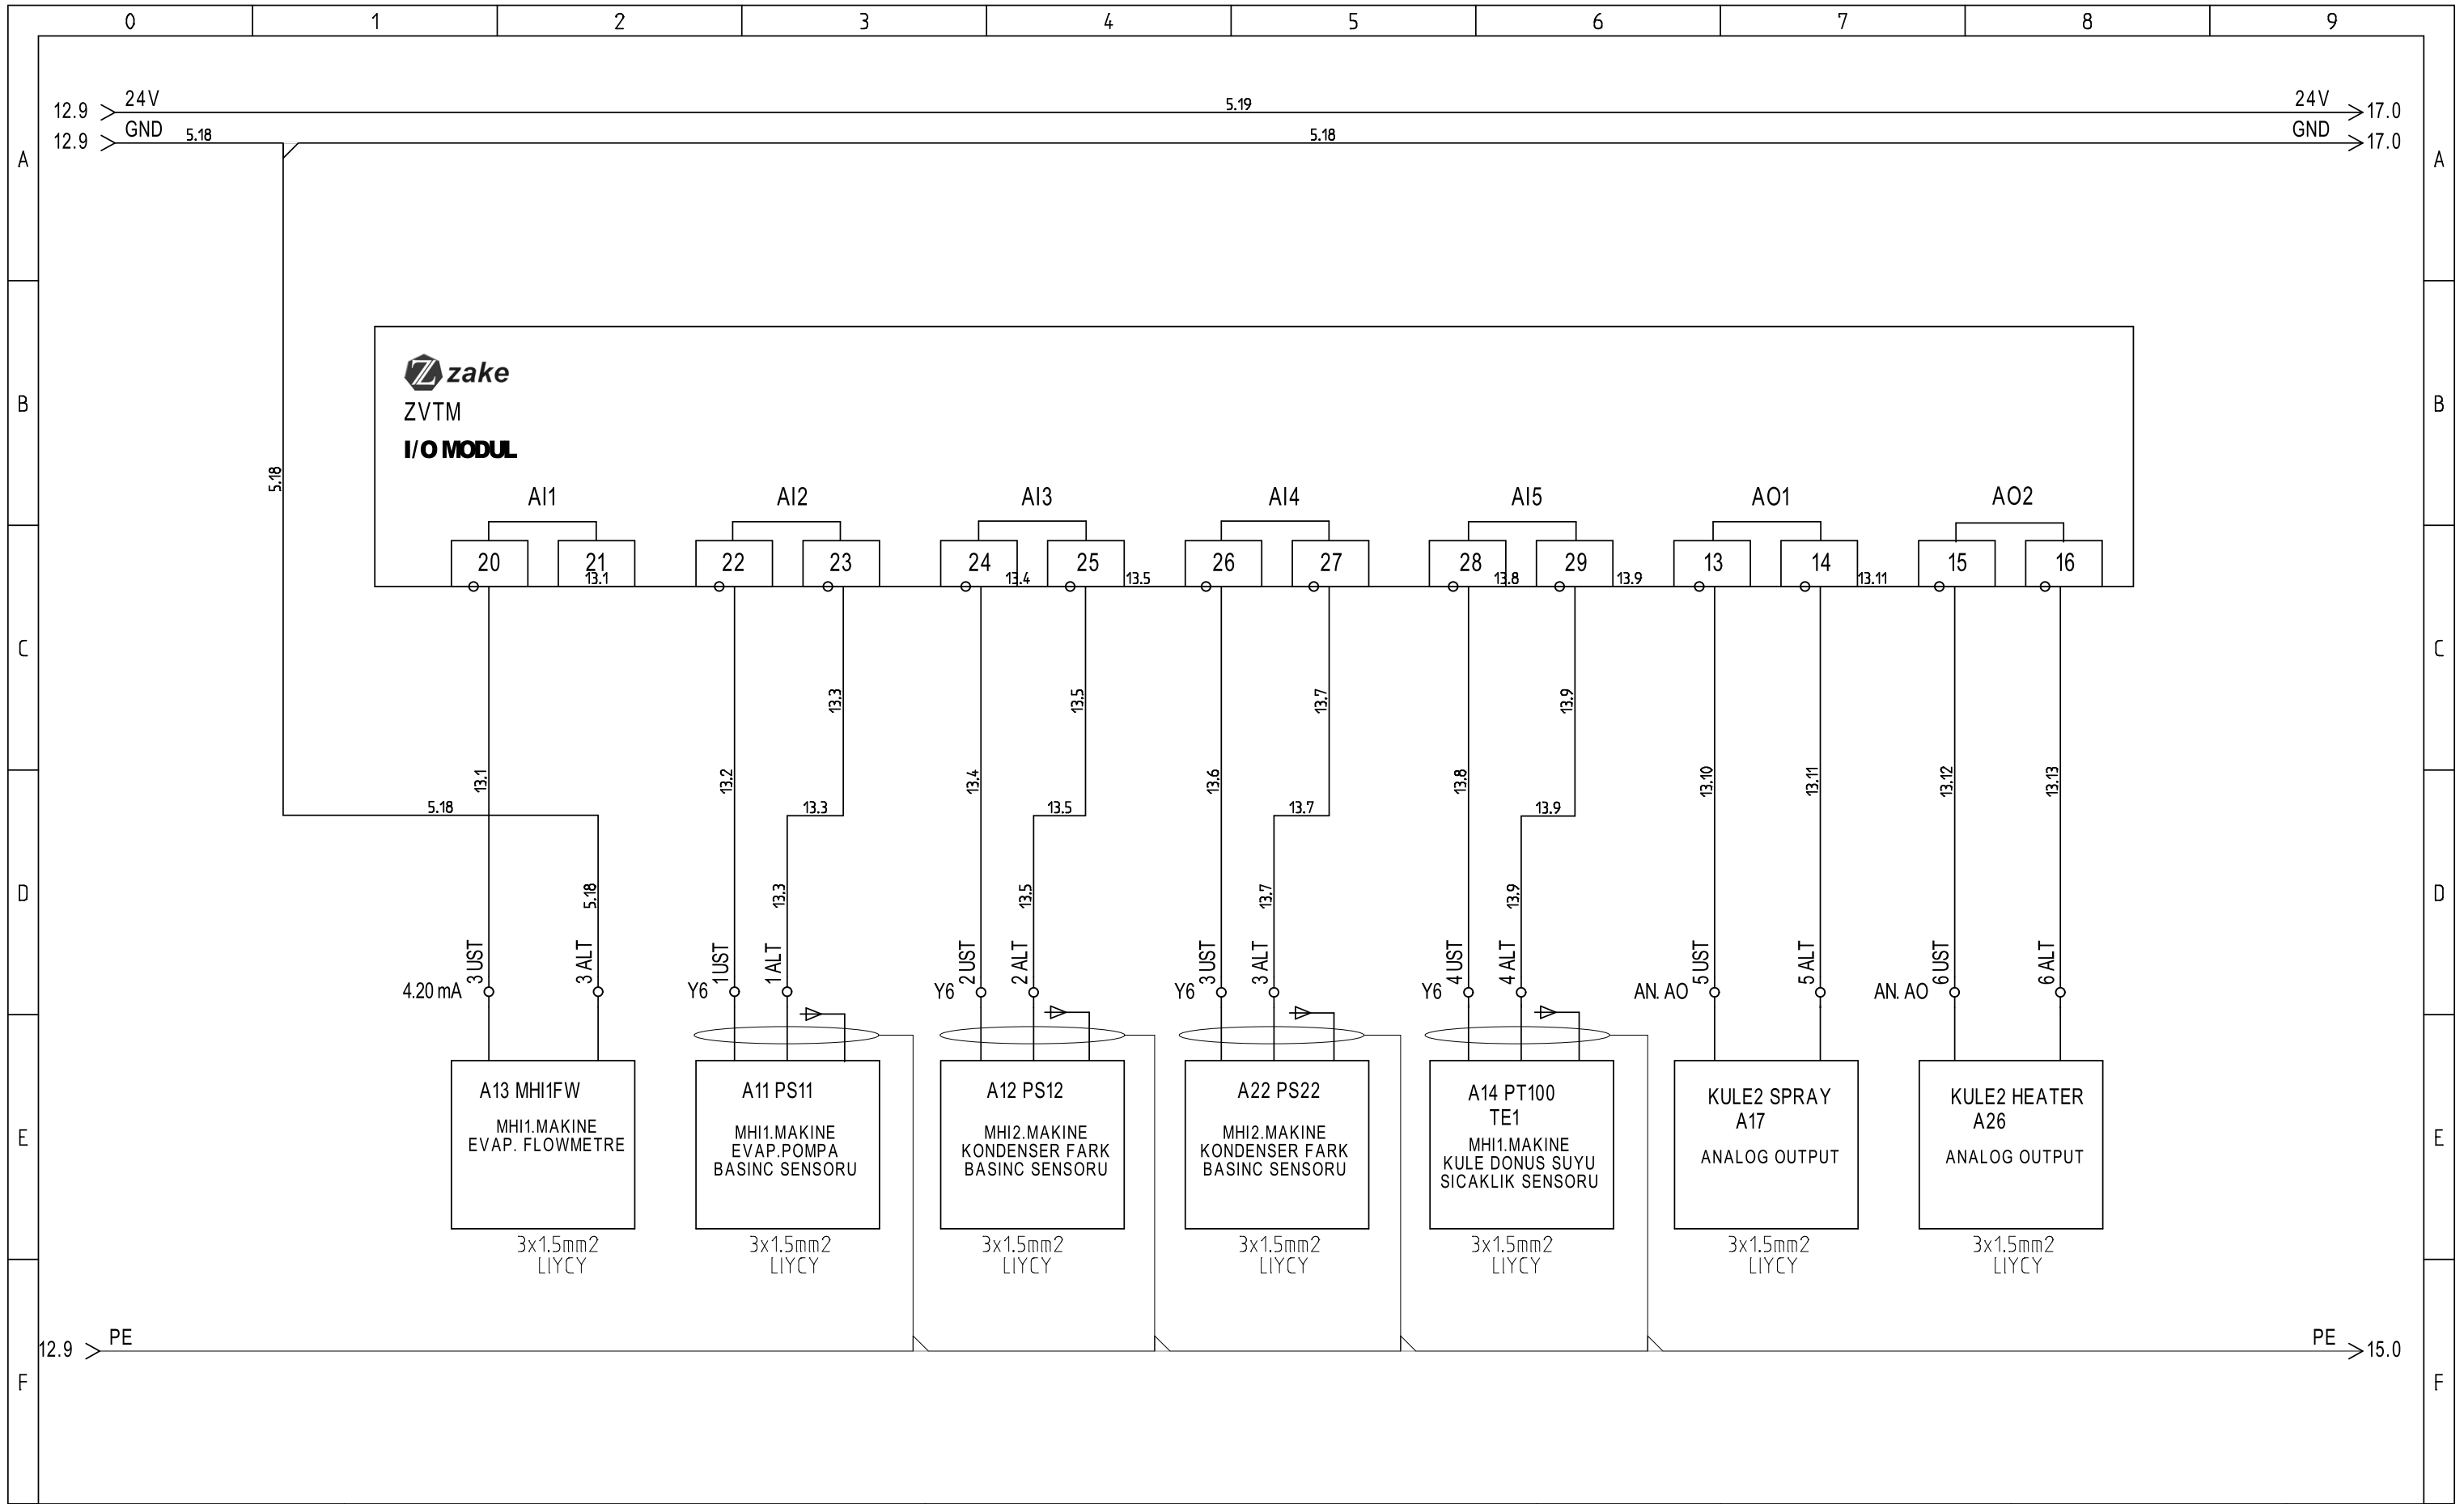 0 1 2 3 4 5 6 7 8 9
12.9 24V 5.19 24V 17.0
12.9 GND 5.18 5.18 GND 17.0
A A
zake
ZVTM
B B
I/O MODUL
5.18
AI1 AI2 AI3 AI4 AI5 AO1 AO2
20 21 22 23 24 25 26 27 28 29 13 14 15 16
13.1 13.4 13.5 13.8 13.9 13.11
C C
13.3 13.5 13.7 13.9
13.1 13.2 13.4 13.6 13.8 13.10 13.11 13.12 13.13
5.18 13.3 13.5 13.7 13.9
D D
5.18 13.3 13.5 13.7 13.9
3 UST 3 ALT 1 UST 1 ALT 2 UST 2 ALT 3 UST 3 ALT 4 UST 4 ALT 5 UST 5 ALT 6 UST 6 ALT
4.20 mA Y6 Y6 Y6 Y6 AN. AO AN. AO
E E
A13 MHI1FW
MHI1.MAKINE
EVAP. FLOWMETRE
3x1.5mm2
LIYCY
A11 PS11
MHI1.MAKINE
EVAP.POMPA
BASINC SENSORU
3x1.5mm2
LIYCY
A12 PS12
MHI2.MAKINE
KONDENSER FARK
BASINC SENSORU
3x1.5mm2
LIYCY
A22 PS22
MHI2.MAKINE
KONDENSER FARK
BASINC SENSORU
3x1.5mm2
LIYCY
A14 PT100
TE1
MHI1.MAKINE
KULE DONUS SUYU
SICAKLIK SENSORU
3x1.5mm2
LIYCY
KULE2 SPRAY
A17
ANALOG OUTPUT
3x1.5mm2
LIYCY
KULE2 HEATER
A26
ANALOG OUTPUT
3x1.5mm2
LIYCY
12.9 PE PE 15.0
F F